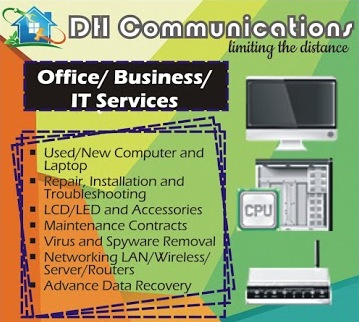 DH Communications
limiting the distance
Office/ Business/
IT Services
Used/New Computer and
Laptop
Repair, Installation and
Troubleshooting
LCD/LED and Accessories
Maintenance Contracts
Virus and Spyware Removal
Networking LAN/Wireless/
Server/Routers
Advance Data Recovery
CPU